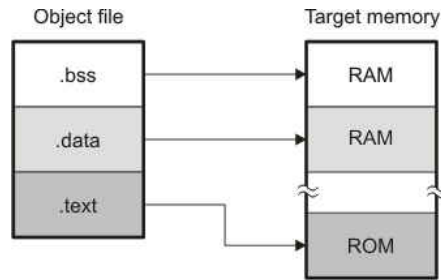 Object file
Target memory
.bss
RAM
.data
RAM
.text
ROM